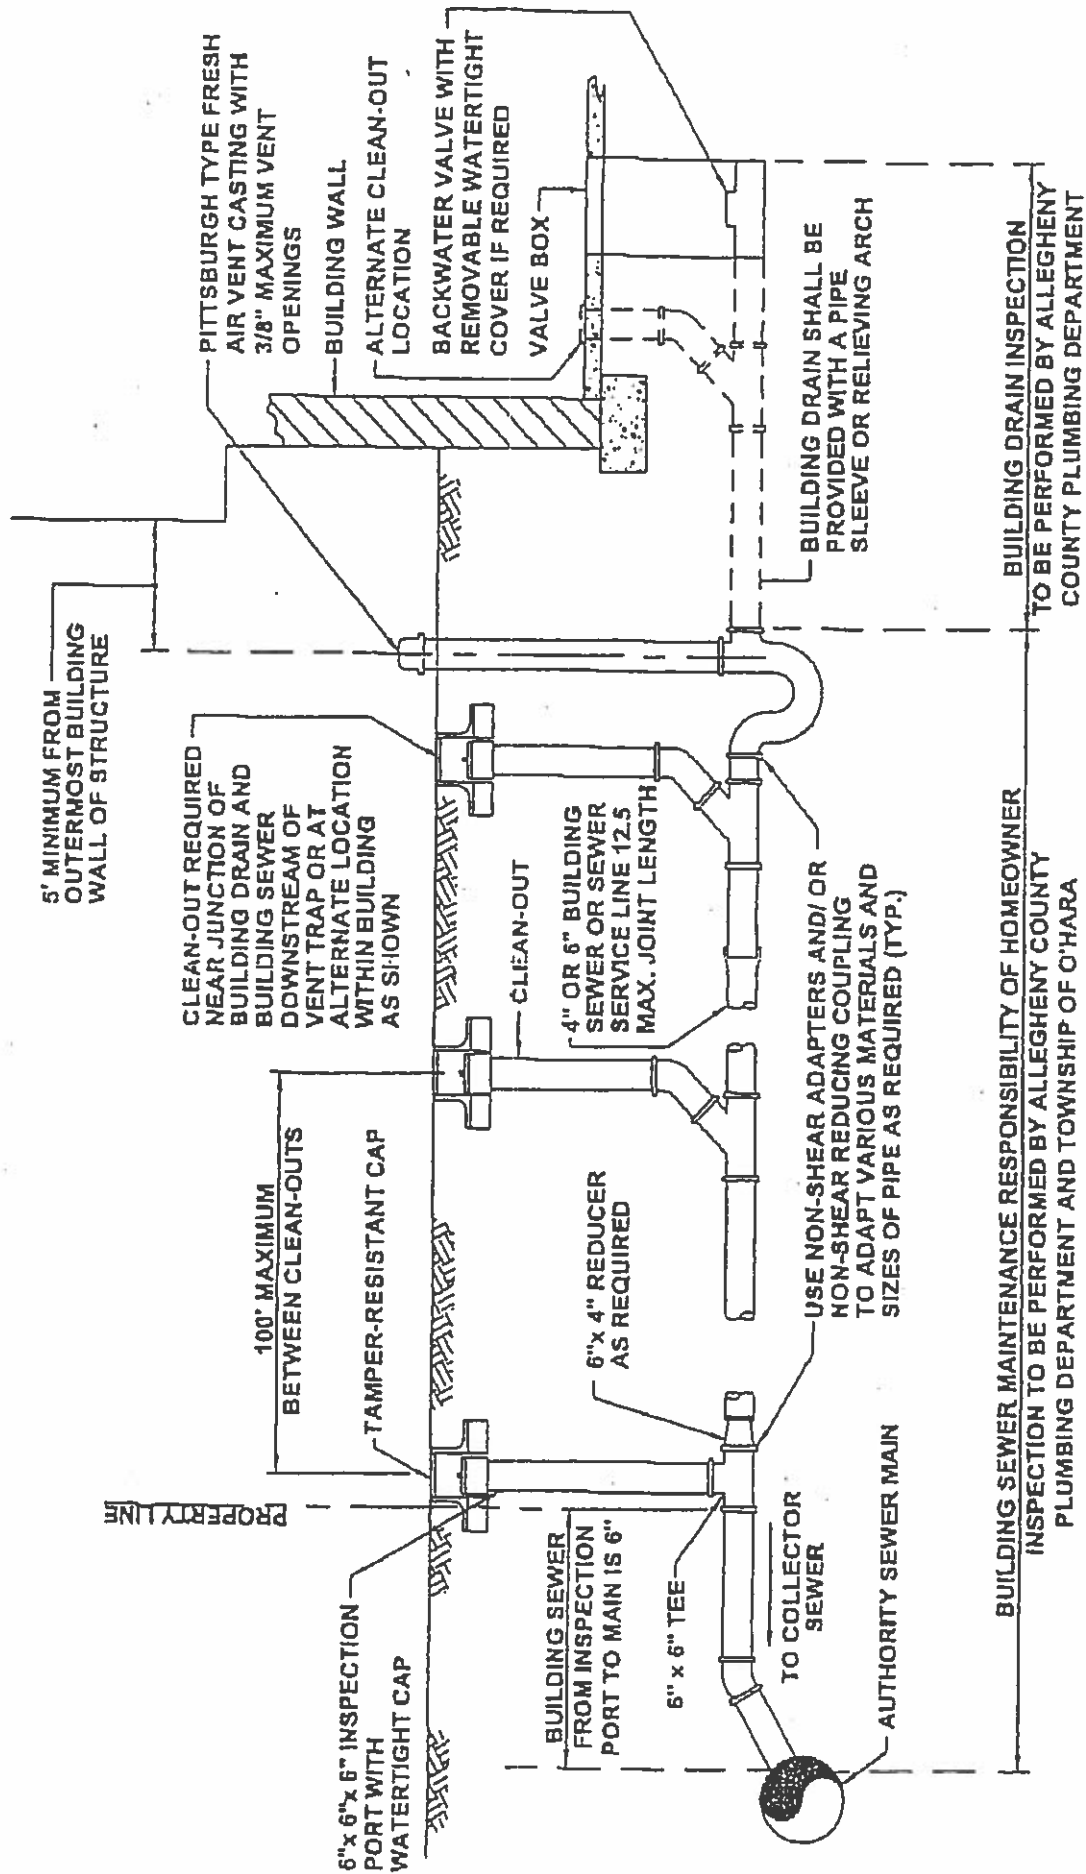 5' MINIMUM FROM
OUTERMOST BUILDING
WALL OF STRUCTURE
PITTSBURGH TYPE FRESH
AIR VENT CASTING WITH
3/8" MAXIMUM VENT
OPENINGS
BUILDING WALL
ALTERNATE CLEAN-OUT
LOCATION
BACKWATER VALVE WITH
REMOVABLE WATERTIGHT
COVER IF REQUIRED
VALVE BOX
CLEAN-OUT REQUIRED
NEAR JUNCTION OF
BUILDING DRAIN AND
BUILDING SEWER
DOWNSTREAM OF
VENT TRAP OR AT
ALTERNATE LOCATION
WITHIN BUILDING
AS SHOWN
100' MAXIMUM
BETWEEN CLEAN-OUTS
TAMPER-RESISTANT CAP
PROPERTY LINE
6"x 6"x 6" INSPECTION
PORT WITH
WATERTIGHT CAP
CLEAN-OUT
4" OR 6" BUILDING
SEWER OR SEWER
SERVICE LINE 12.5
MAX. JOINT LENGTH
6"x 4" REDUCER
AS REQUIRED
BUILDING SEWER
FROM INSPECTION
PORT TO MAIN IS 6"
6" x 6" TEE
TO COLLECTOR
SEWER
AUTHORITY SEWER MAIN
USE NON-SHEAR ADAPTERS AND/ OR
NON-SHEAR REDUCING COUPLING
TO ADAPT VARIOUS MATERIALS AND
SIZES OF PIPE AS REQUIRED (TYP.)
BUILDING DRAIN SHALL BE
PROVIDED WITH A PIPE
SLEEVE OR RELIEVING ARCH
BUILDING SEWER MAINTENANCE RESPONSIBILITY OF HOMEOWNER
INSPECTION TO BE PERFORMED BY ALLEGHENY COUNTY
PLUMBING DEPARTMENT AND TOWNSHIP OF O'HARA
BUILDING DRAIN INSPECTION
TO BE PERFORMED BY ALLEGHENY
COUNTY PLUMBING DEPARTMENT